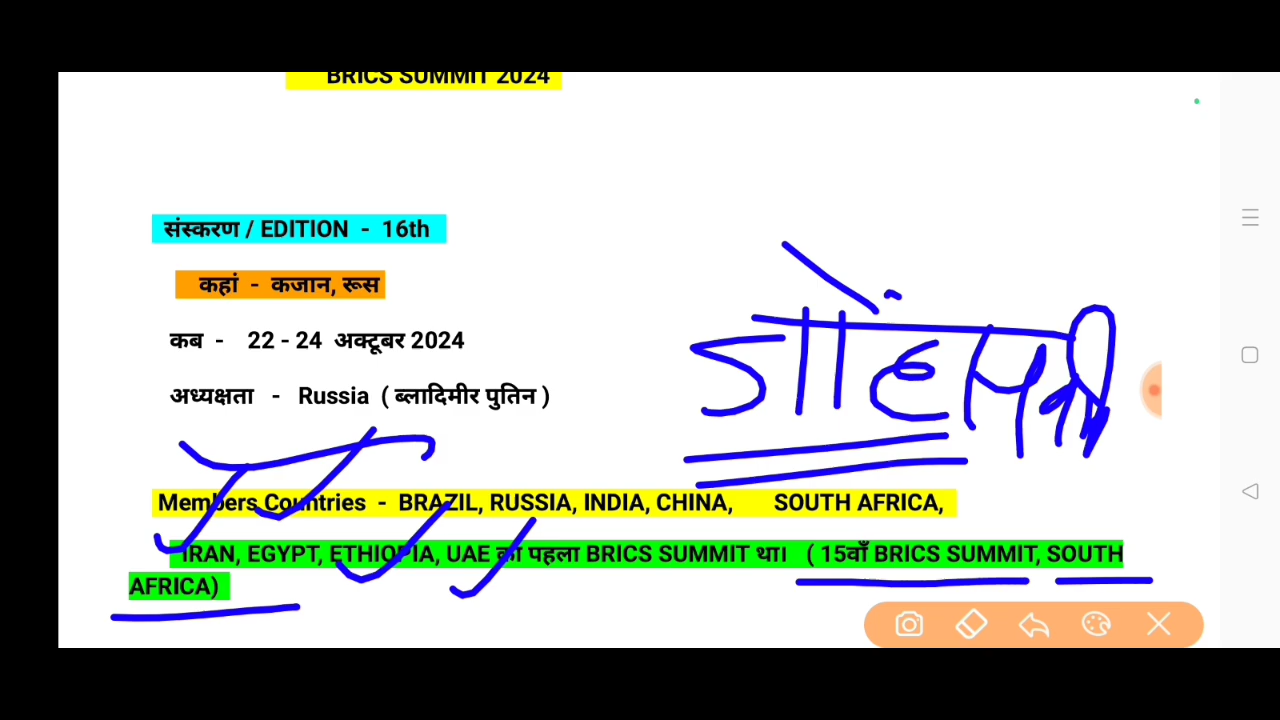 BRICS SUMMIT 2024
संस्करण / EDITION - 16th
कहां - कजान, रूस
कब - 22 - 24 अक्टूबर 2024
अध्यक्षता - Russia ( ब्लादिमीर पुतिन )
Members Countries - BRAZIL, RUSSIA, INDIA, CHINA, SOUTH AFRICA,
IRAN, EGYPT, ETHIOPIA, UAE का पहला BRICS SUMMIT था। ( 15वाँ BRICS SUMMIT, SOUTH
AFRICA)